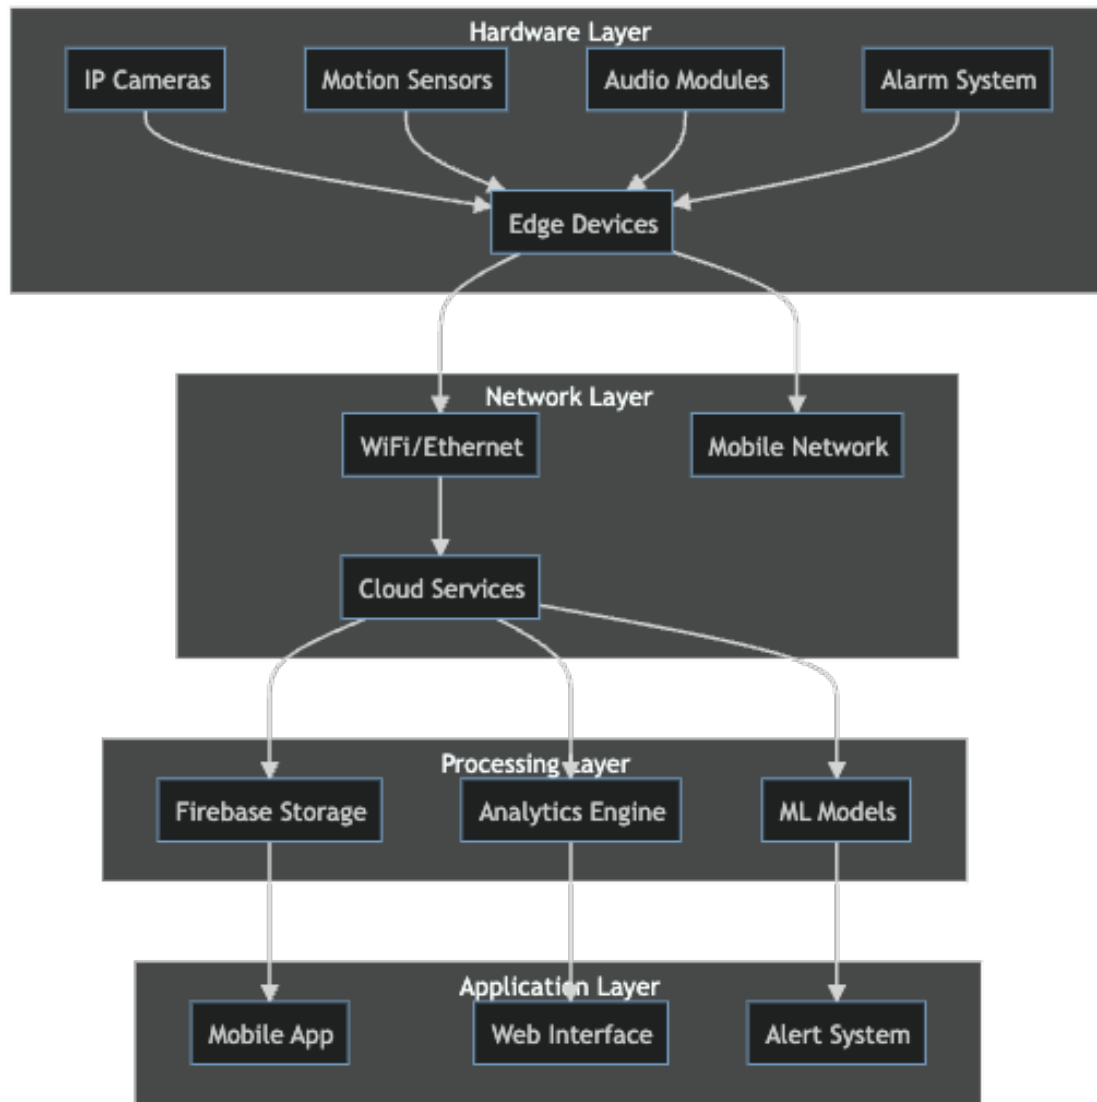 Hardware Layer
IP Cameras
Motion Sensors
Audio Modules
Alarm System
Edge Devices
Network Layer
WiFi/Ethernet
Mobile Network
Cloud Services
Processing Layer
Firebase Storage
Analytics Engine
ML Models
Application Layer
Mobile App
Web Interface
Alert System